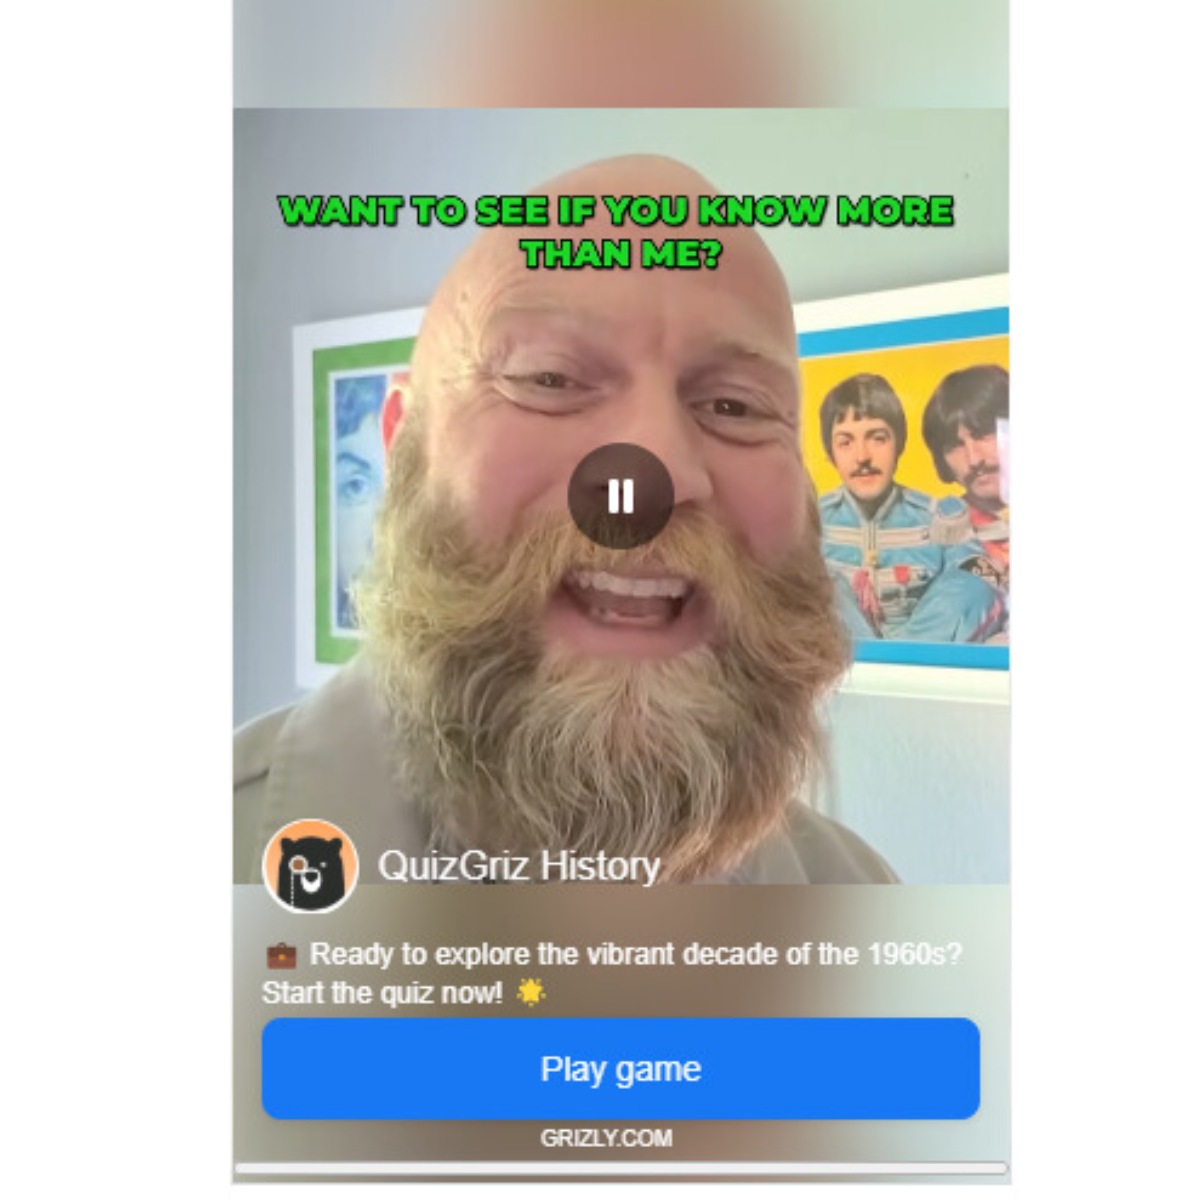 WANT TO SEE IF YOU KNOW MORE
THAN ME?
QuizGriz History
💼 Ready to explore the vibrant decade of the 1960s?
Start the quiz now! 🌟
Play game
GRIZLY.COM